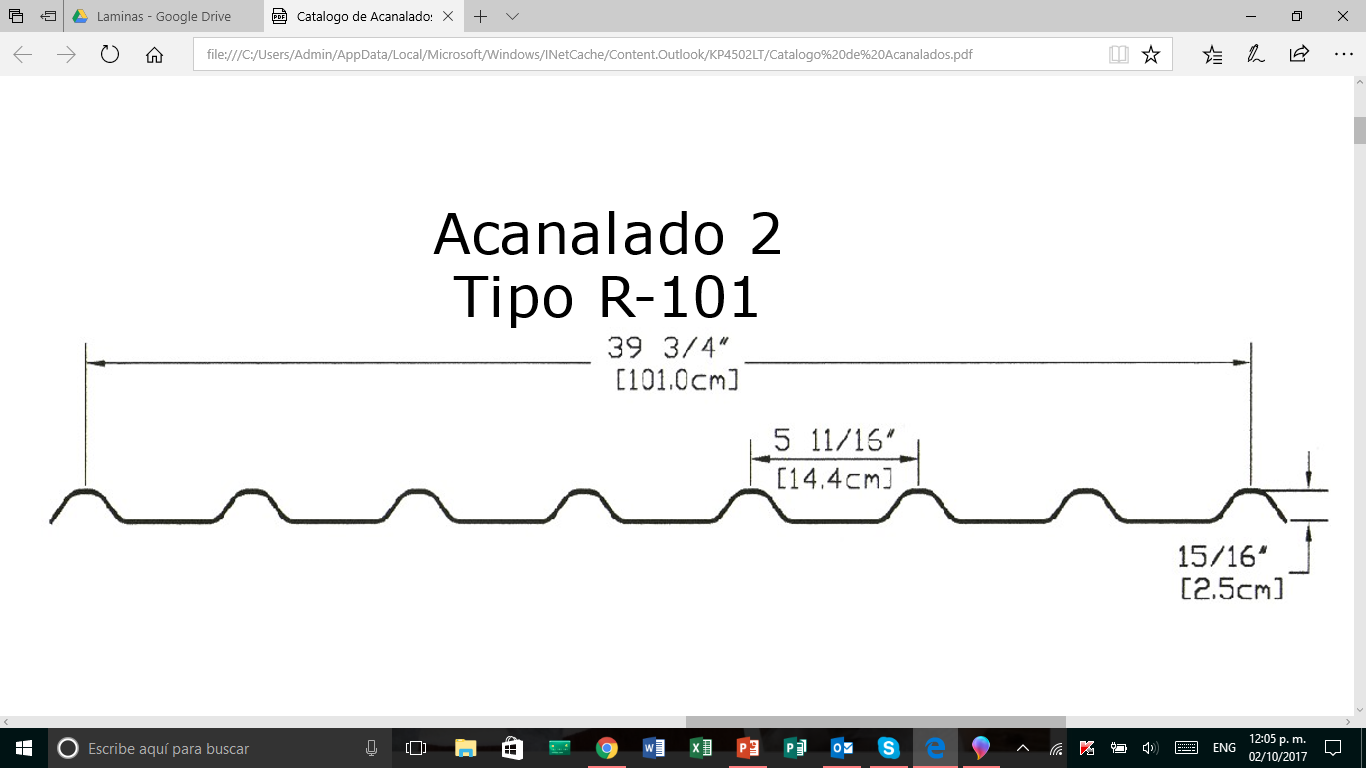 Laminas - Google Drive
Catalogo de Acanalados
file:///C:/Users/Admin/AppData/Local/Microsoft/Windows/INetCache/Content.Outlook/KP4502LT/Catalogo%20de%20Acanalados.pdf
Acanalado 2
Tipo R-101
39 3/4"
[101.0cm]
5 11/16"
[14.4cm]
15/16"
[2.5cm]
Escribe aquí para buscar
ENG
12:05 p. m.
02/10/2017